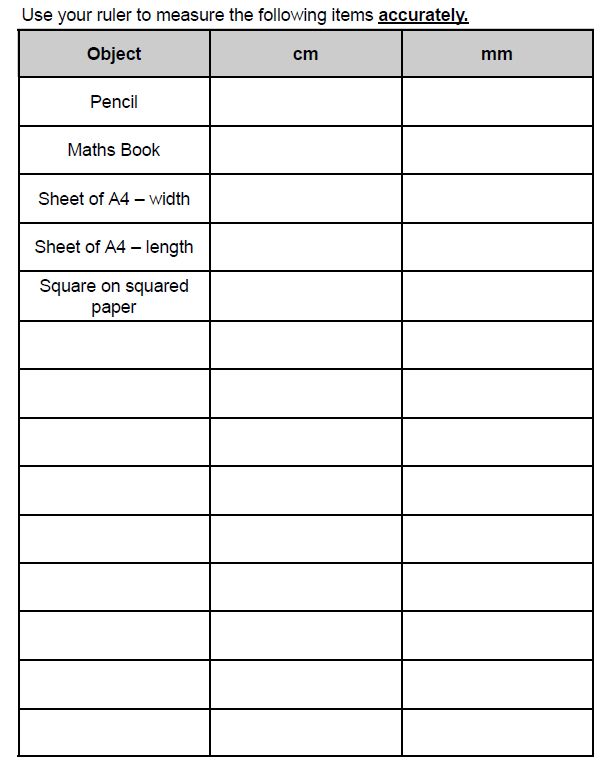 Use your ruler to measure the following items accurately.
Object cm mm
Pencil
Maths Book
Sheet of A4 – width
Sheet of A4 – length
Square on squared
paper